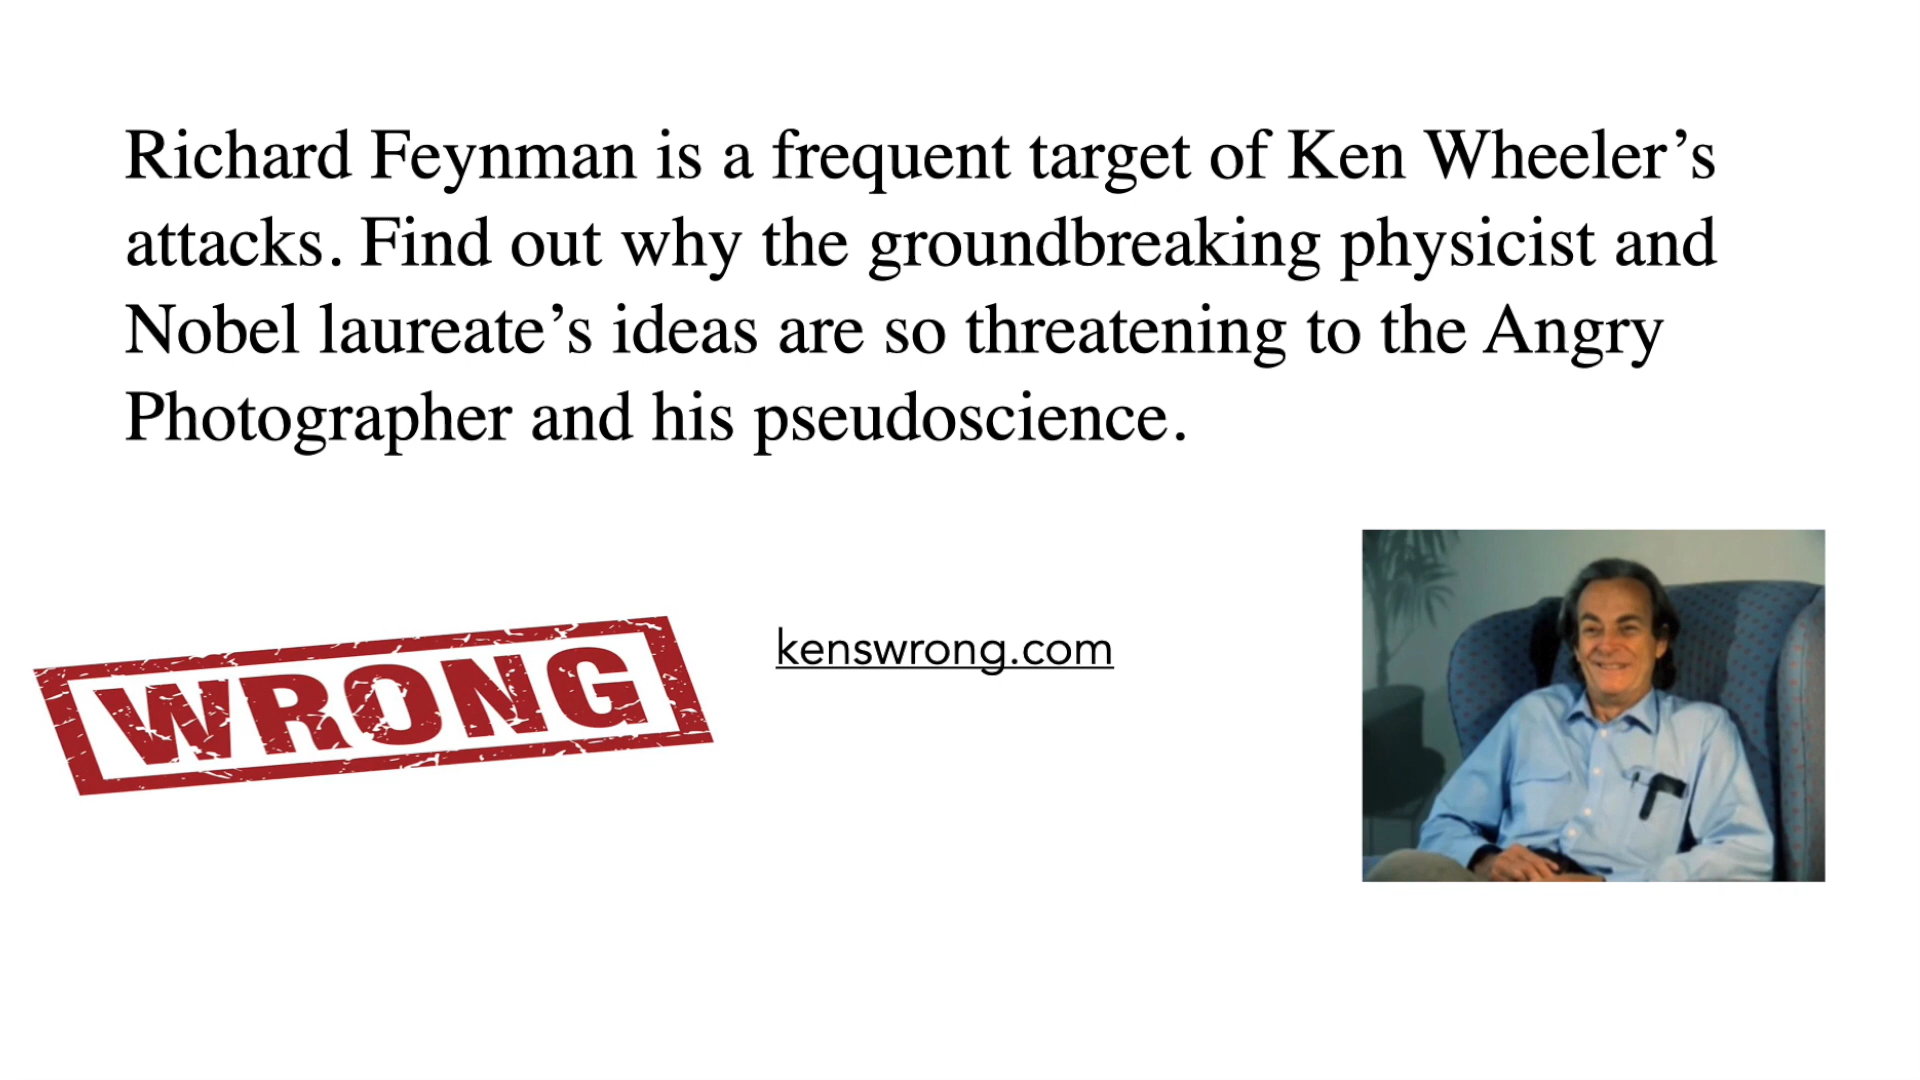 Richard Feynman is a frequent target of Ken Wheeler’s
attacks. Find out why the groundbreaking physicist and
Nobel laureate’s ideas are so threatening to the Angry
Photographer and his pseudoscience.
WRONG
kenswrong.com